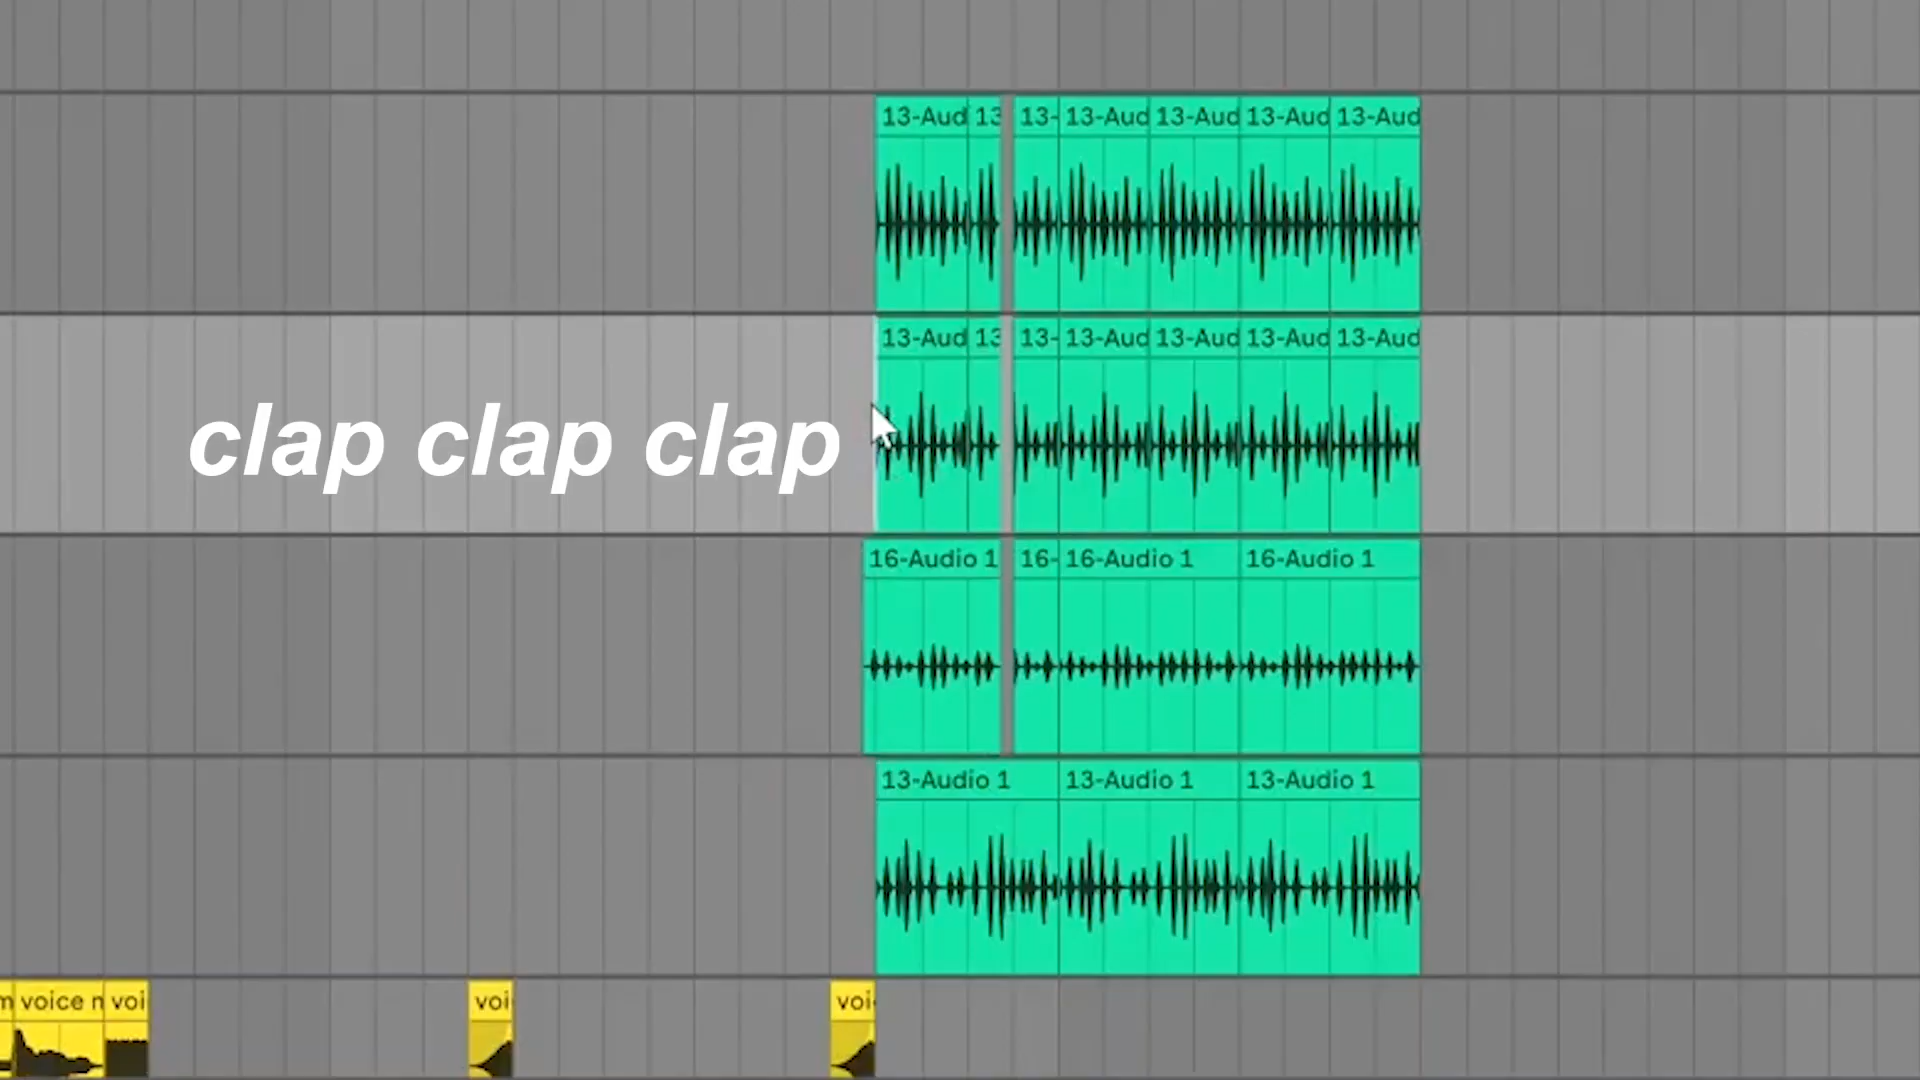 13-Aud 13 13- 13-Aud 13-Aud 13-Aud 13-Aud
13-Aud 13 13- 13-Aud 13-Aud 13-Aud 13-Aud
clap clap clap
16-Audio 1 16- 16-Audio 1 16-Audio 1
13-Audio 1 13-Audio 1 13-Audio 1
m voice n voi voi voi